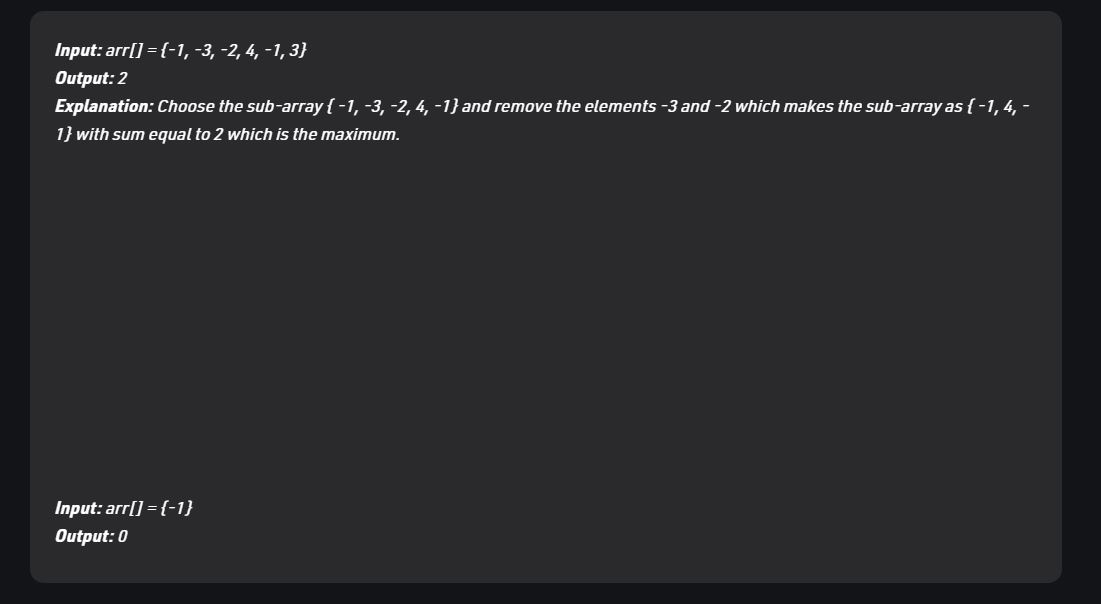 Input: arr[] = {-1, -3, -2, 4, -1, 3}
Output: 2
Explanation: Choose the sub-array { -1, -3, -2, 4, -1} and remove the elements -3 and -2 which makes the sub-array as { -1, 4, -
1} with sum equal to 2 which is the maximum.
Input: arr[] = {-1}
Output: 0